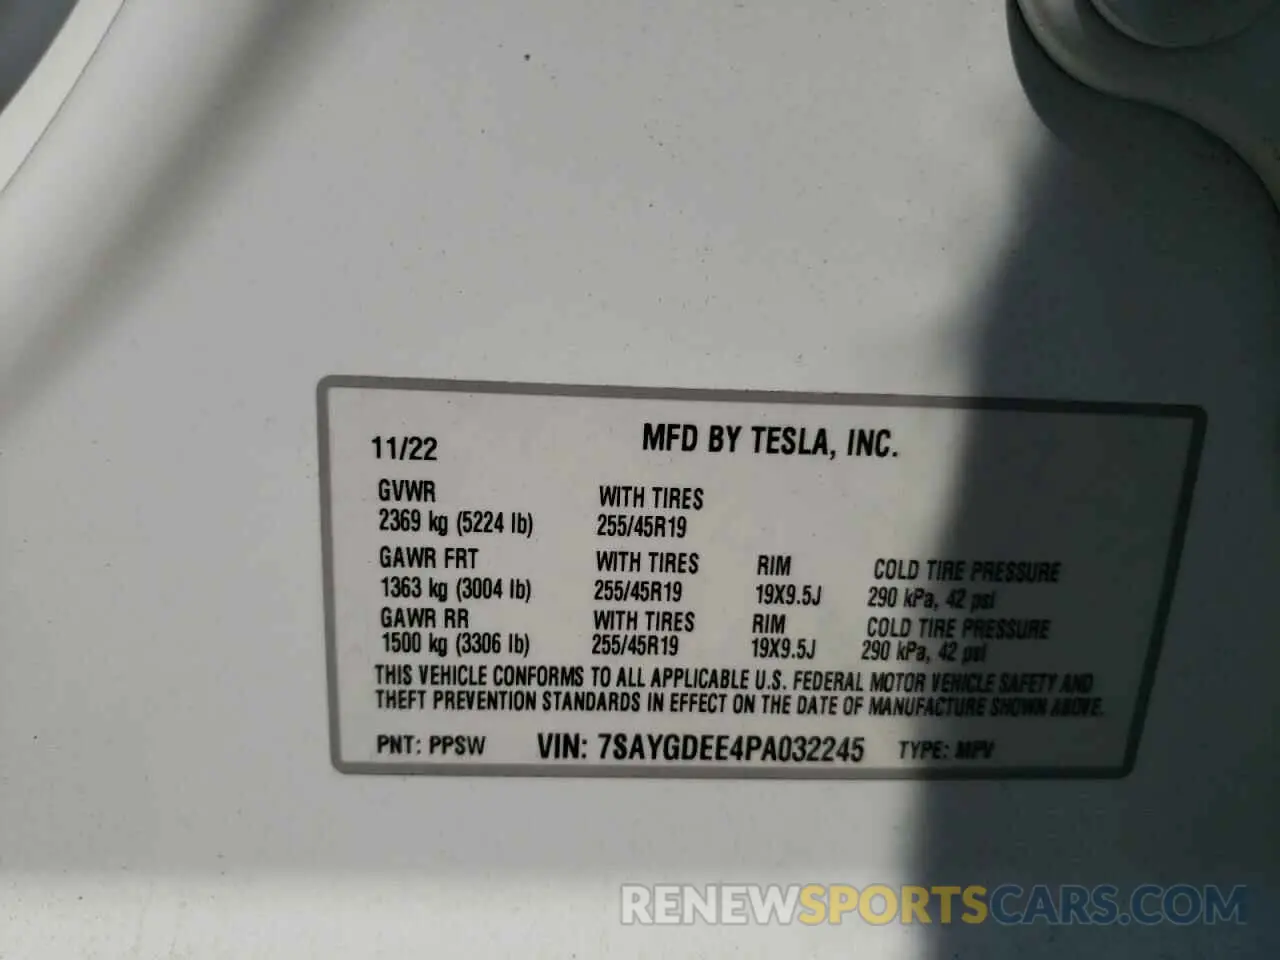 11/22 MFD BY TESLA, INC.
GVWR WITH TIRES
2369 kg (5224 lb) 255/45R19
GAWR FRT WITH TIRES RIM COLD TIRE PRESSURE
1363 kg (3004 lb) 255/45R19 19X9.5J 290 kPa, 42 psi
GAWR RR WITH TIRES RIM COLD TIRE PRESSURE
1500 kg (3306 lb) 255/45R19 19X9.5J 290 kPa, 42 psi
THIS VEHICLE CONFORMS TO ALL APPLICABLE U.S. FEDERAL MOTOR VEHICLE SAFETY AND
THEFT PREVENTION STANDARDS IN EFFECT ON THE DATE OF MANUFACTURE SHOWN ABOVE.
PNT: PPSW VIN: 7SAYGDEE4PA032245 TYPE: MPV
RENEWSPORTSCARS.COM